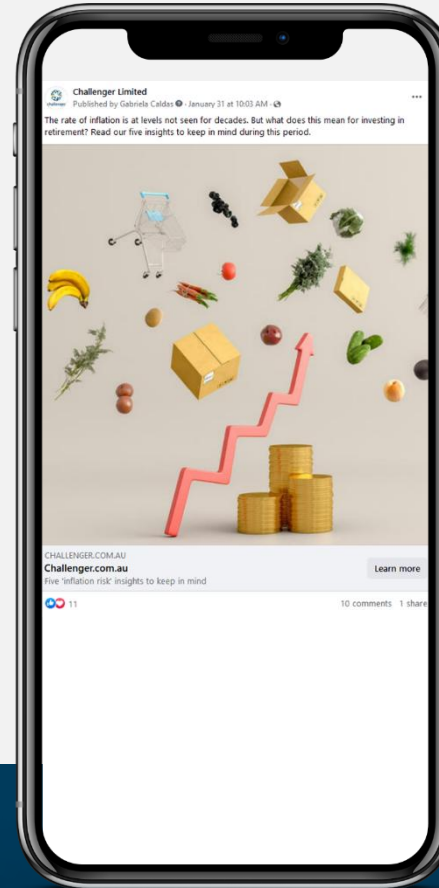 Challenger Limited
Published by Gabriela Caldas · January 31 at 10:03 AM ·
The rate of inflation is at levels not seen for decades. But what does this mean for investing in
retirement? Read our five insights to keep in mind during this period.
CHALLENGER.COM.AU
Challenger.com.au
Five 'inflation risk' insights to keep in mind
Learn more
11
10 comments 1 share